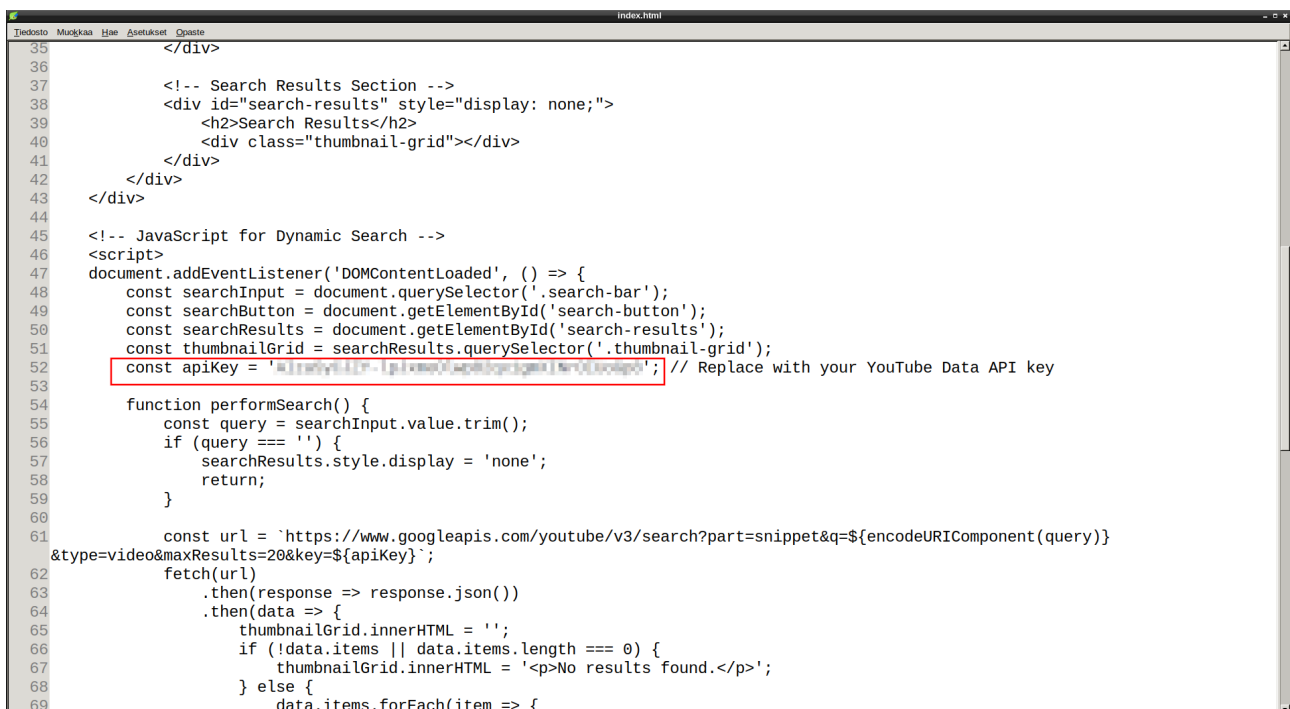 index.html
Tiedosto Muokkaa Hae Asetukset Opaste
35 </div>
36
37 <!-- Search Results Section -->
38 <div id="search-results" style="display: none;">
39 <h2>Search Results</h2>
40 <div class="thumbnail-grid"></div>
41 </div>
42 </div>
43 </div>
44
45 <!-- JavaScript for Dynamic Search -->
46 <script>
47 document.addEventListener('DOMContentLoaded', () => {
48 const searchInput = document.querySelector('.search-bar');
49 const searchButton = document.getElementById('search-button');
50 const searchResults = document.getElementById('search-results');
51 const thumbnailGrid = searchResults.querySelector('.thumbnail-grid');
52 const apiKey = ' '; // Replace with your YouTube Data API key
53
54 function performSearch() {
55 const query = searchInput.value.trim();
56 if (query === '') {
57 searchResults.style.display = 'none';
58 return;
59 }
60
61 const url = `https://www.googleapis.com/youtube/v3/search?part=snippet&q=${encodeURIComponent(query)}
&type=video&maxResults=20&key=${apiKey}`;
62 fetch(url)
63 .then(response => response.json())
64 .then(data => {
65 thumbnailGrid.innerHTML = '';
66 if (!data.items || data.items.length === 0) {
67 thumbnailGrid.innerHTML = '<p>No results found.</p>';
68 } else {
69 data.items.forEach(item => {